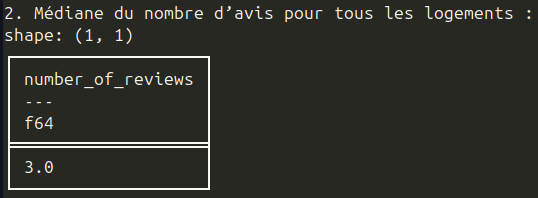 2. Médiane du nombre d’avis pour tous les logements :
shape: (1, 1)
number_of_reviews
---
f64
3.0